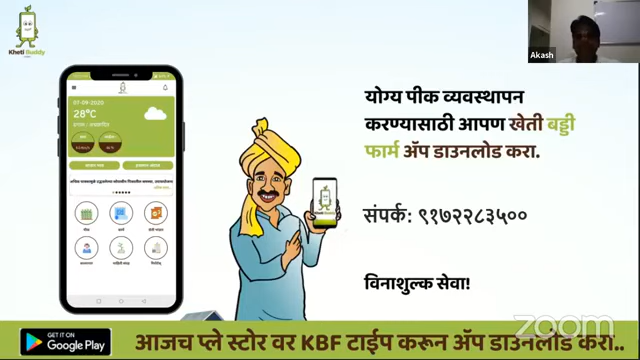 Kheti Buddy
Akash
07-09-2020
28°C
योग्य पीक व्यवस्थापन
करण्यासाठी आपण खेती बड्डी
फार्म ॲप डाउनलोड करा.
संपर्क: ९१७२२८३५००
विनाशुल्क सेवा!
GET IT ON
Google Play
आजच प्ले स्टोर वर KBF टाईप करून ॲप डाउनलोड करा..
zoom